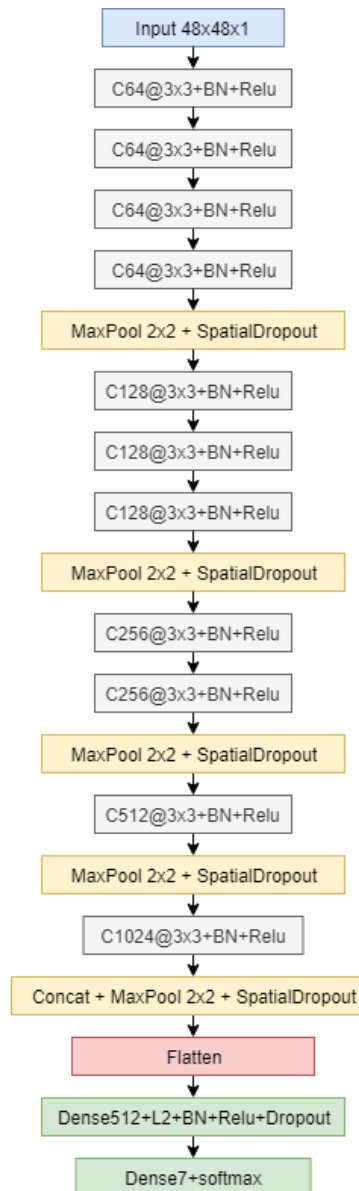 Input 48x48x1
C64@3x3+BN+Relu
C64@3x3+BN+Relu
C64@3x3+BN+Relu
C64@3x3+BN+Relu
MaxPool 2x2 + SpatialDropout
C128@3x3+BN+Relu
C128@3x3+BN+Relu
C128@3x3+BN+Relu
MaxPool 2x2 + SpatialDropout
C256@3x3+BN+Relu
C256@3x3+BN+Relu
MaxPool 2x2 + SpatialDropout
C512@3x3+BN+Relu
MaxPool 2x2 + SpatialDropout
C1024@3x3+BN+Relu
Concat + MaxPool 2x2 + SpatialDropout
Flatten
Dense512+L2+BN+Relu+Dropout
Dense7+softmax